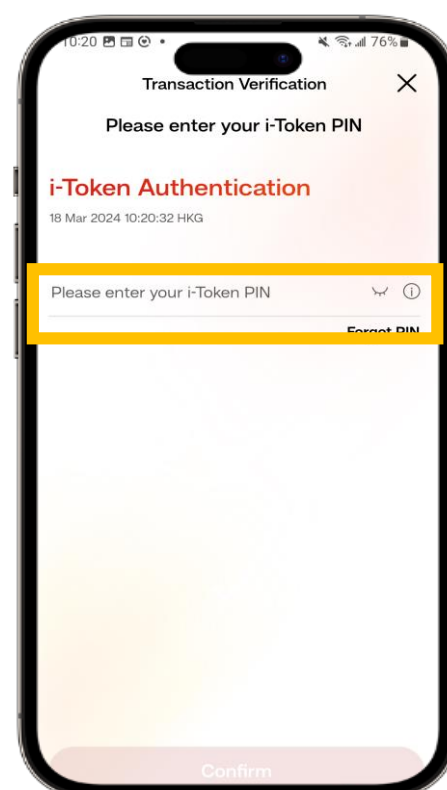 10:20 76%
Transaction Verification
Please enter your i-Token PIN
i-Token Authentication
18 Mar 2024 10:20:32 HKG
Please enter your i-Token PIN
Forgot PIN
Confirm